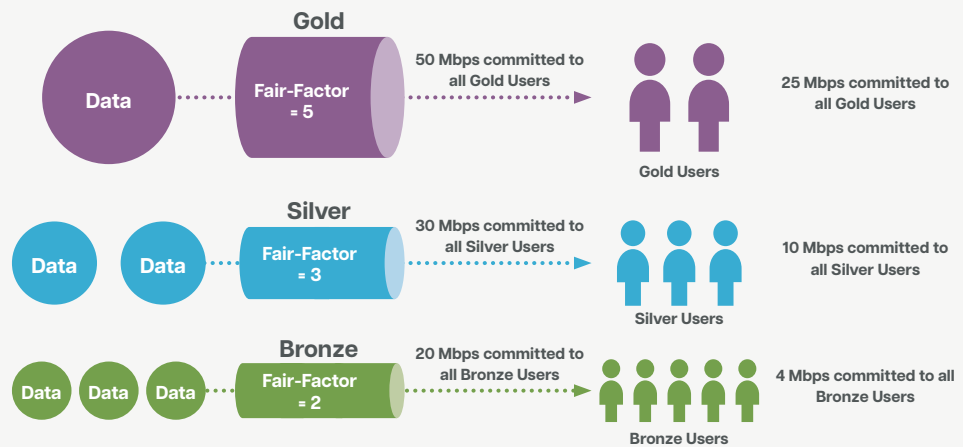 Gold
Data
Fair-Factor
= 5
50 Mbps committed to
all Gold Users
Gold Users
25 Mbps committed to
all Gold Users
Silver
Data
Data
Fair-Factor
= 3
30 Mbps committed to
all Silver Users
Silver Users
10 Mbps committed to
all Silver Users
Bronze
Data
Data
Data
Fair-Factor
= 2
20 Mbps committed to
all Bronze Users
Bronze Users
4 Mbps committed to all
Bronze Users